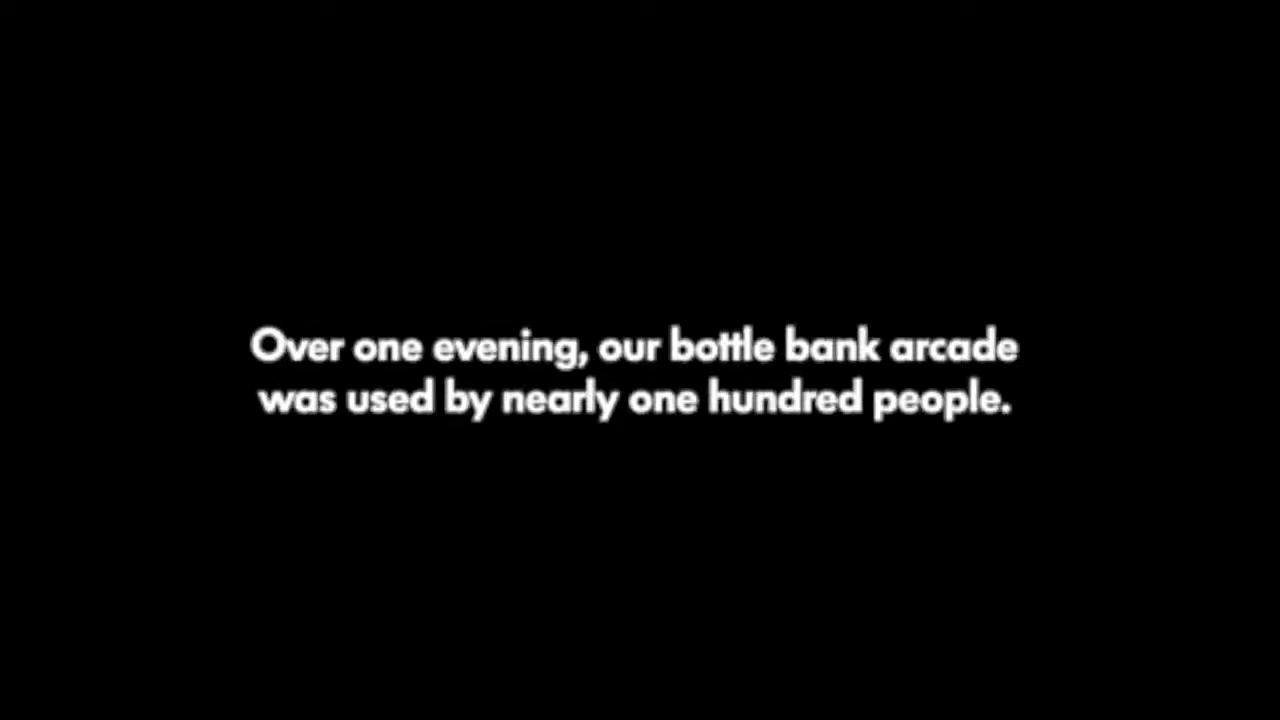 Over one evening, our bottle bank arcade
was used by nearly one hundred people.